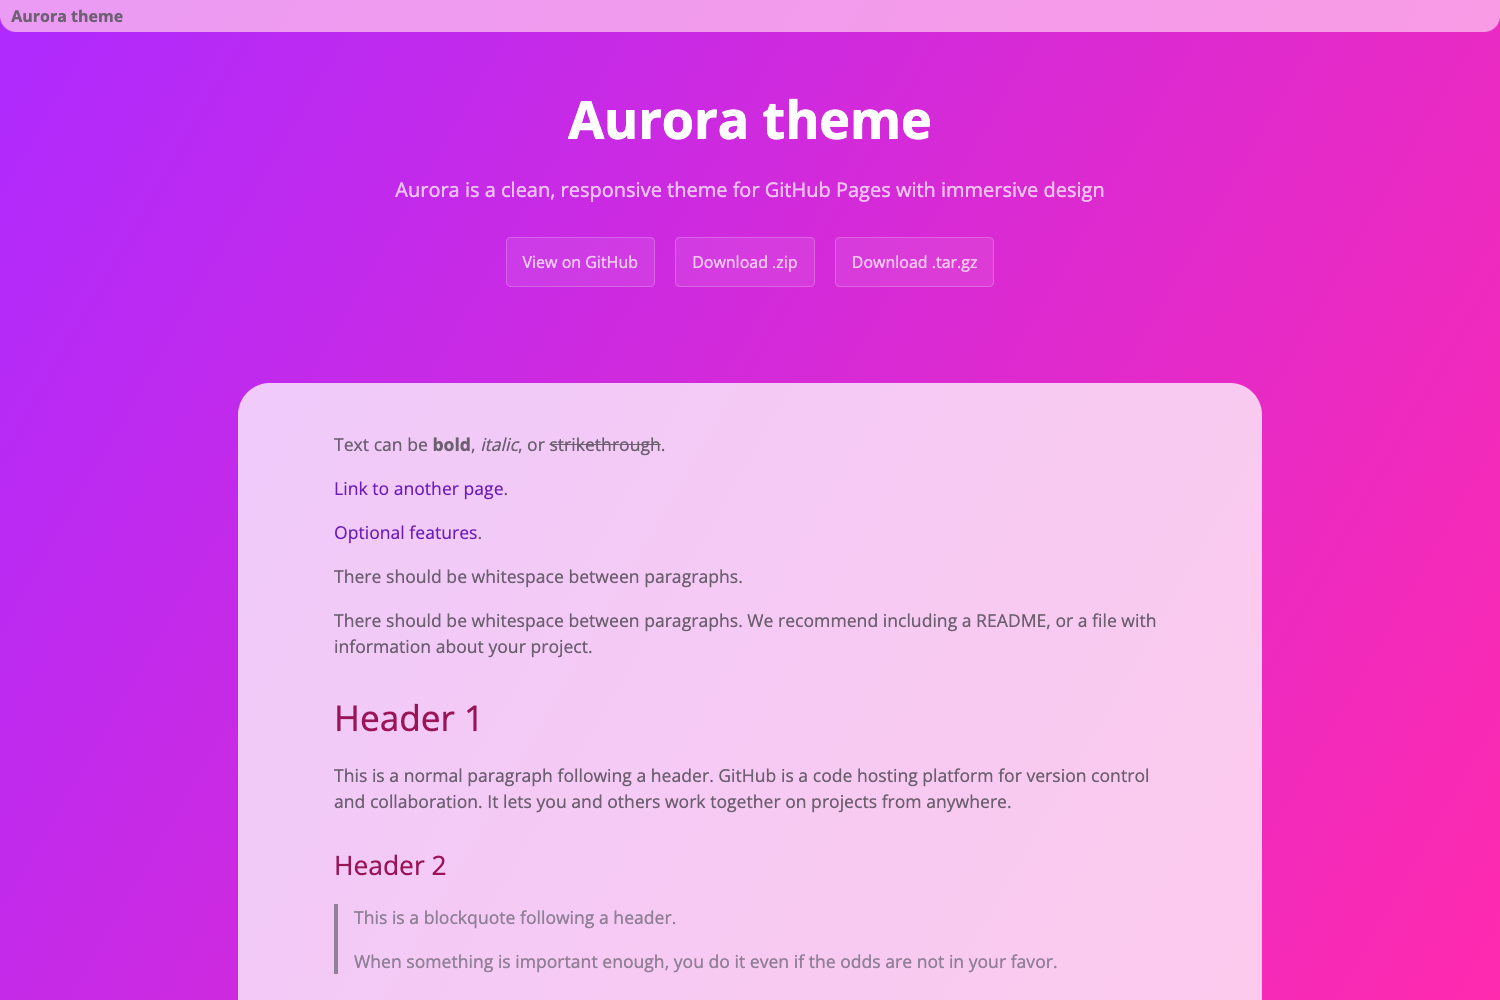 Aurora theme
Aurora theme
Aurora is a clean, responsive theme for GitHub Pages with immersive design
View on GitHub
Download .zip
Download .tar.gz
Text can be bold, italic, or strikethrough.
Link to another page.
Optional features.
There should be whitespace between paragraphs.
There should be whitespace between paragraphs. We recommend including a README, or a file with
information about your project.
Header 1
This is a normal paragraph following a header. GitHub is a code hosting platform for version control
and collaboration. It lets you and others work together on projects from anywhere.
Header 2
This is a blockquote following a header.
When something is important enough, you do it even if the odds are not in your favor.